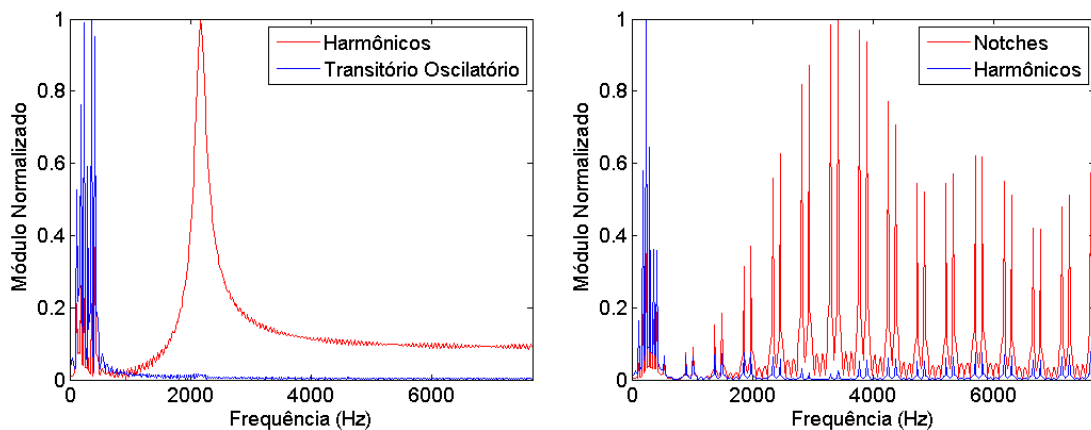 Harmônicos
Transitório Oscilatório
Módulo Normalizado
1
0.8
0.6
0.4
0.2
0
0
2000
4000
6000
Frequência (Hz)
Notches
Harmônicos
Módulo Normalizado
1
0.8
0.6
0.4
0.2
0
0
2000
4000
6000
Frequência (Hz)